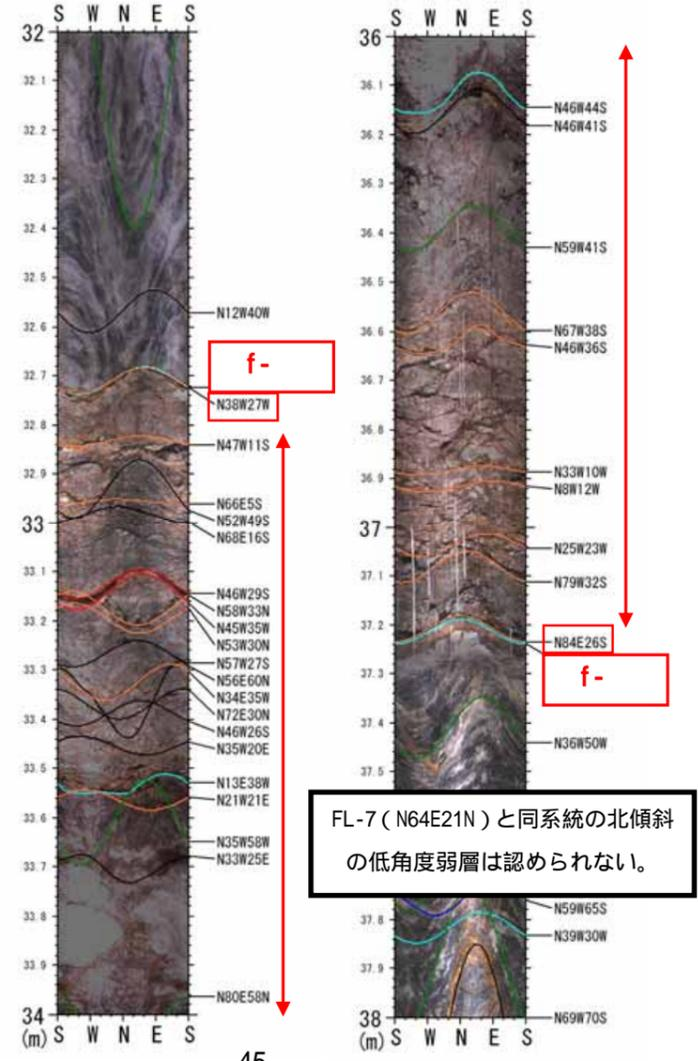 S W N E S
32
32.1
32.2
32.3
32.4
32.5
32.6
32.7
32.8
32.9
33
33.1
33.2
33.3
33.4
33.5
33.6
33.7
33.8
33.9
34
(m) S W N E S
N12W40W
f-
N38W27W
N47W11S
N66E5S
N52W49S
N68E16S
N46W29S
N58W33N
N45W35W
N53W30N
N57W27S
N56E60N
N34E35W
N72E30N
N46W26S
N35W20E
N13E38W
N21W21E
N35W58W
N33W25E
N80E58N
45
S W N E S
36
36.1
36.2
36.3
36.4
36.5
36.6
36.7
36.8
36.9
37
37.1
37.2
37.3
37.4
37.5
37.8
37.9
38
(m) S W N E S
N46W44S
N46W41S
N59W41S
N67W38S
N46W36S
N33W10W
N8W12W
N25W23W
N79W32S
N84E26S
f-
N36W50W
FL-7(N64E21N)と同系統の北傾斜
の低角度弱層は認められない。
N59W65S
N39W30W
N69W70S